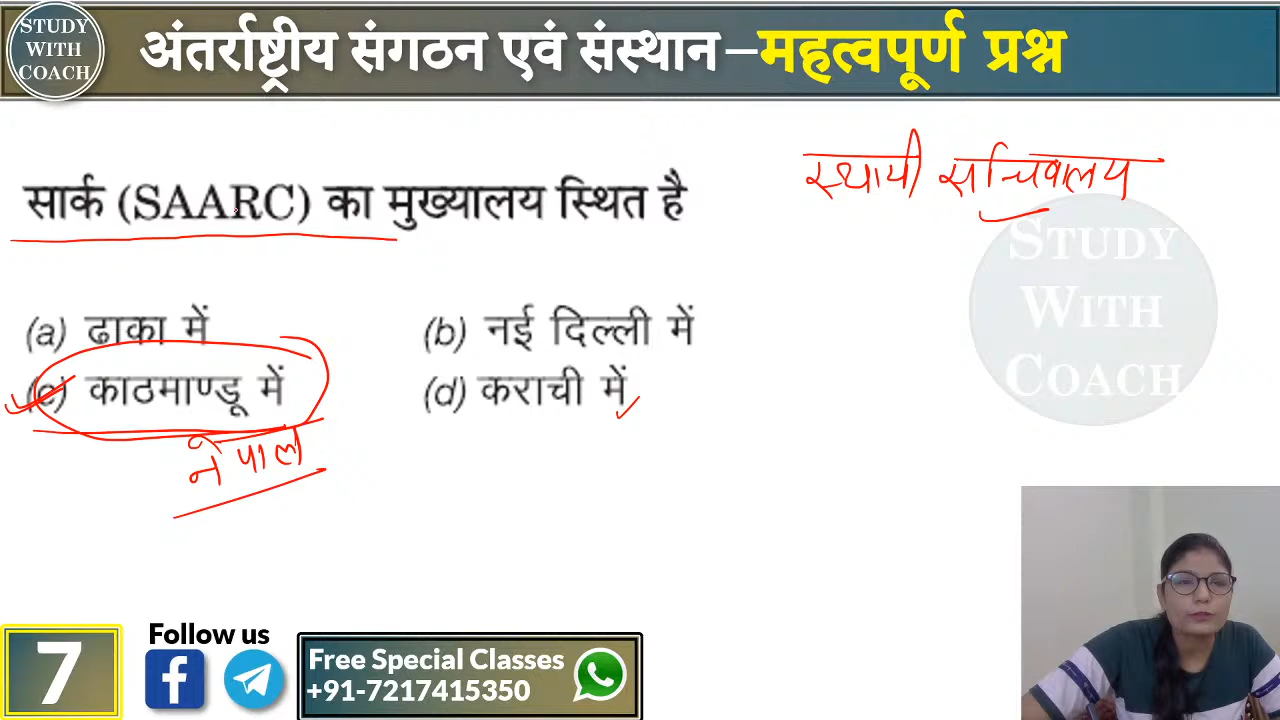 STUDY
WITH
COACH
अंतर्राष्ट्रीय संगठन एवं संस्थान–महत्वपूर्ण प्रश्न
स्थायी सचिवालय
सार्क (SAARC) का मुख्यालय स्थित है
STUDY
WITH
COACH
(a) ढाका में
(b) नई दिल्ली में
(c) काठमाण्डू में
(d) कराची में
नेपाल
7
Follow us
Free Special Classes
+91-7217415350